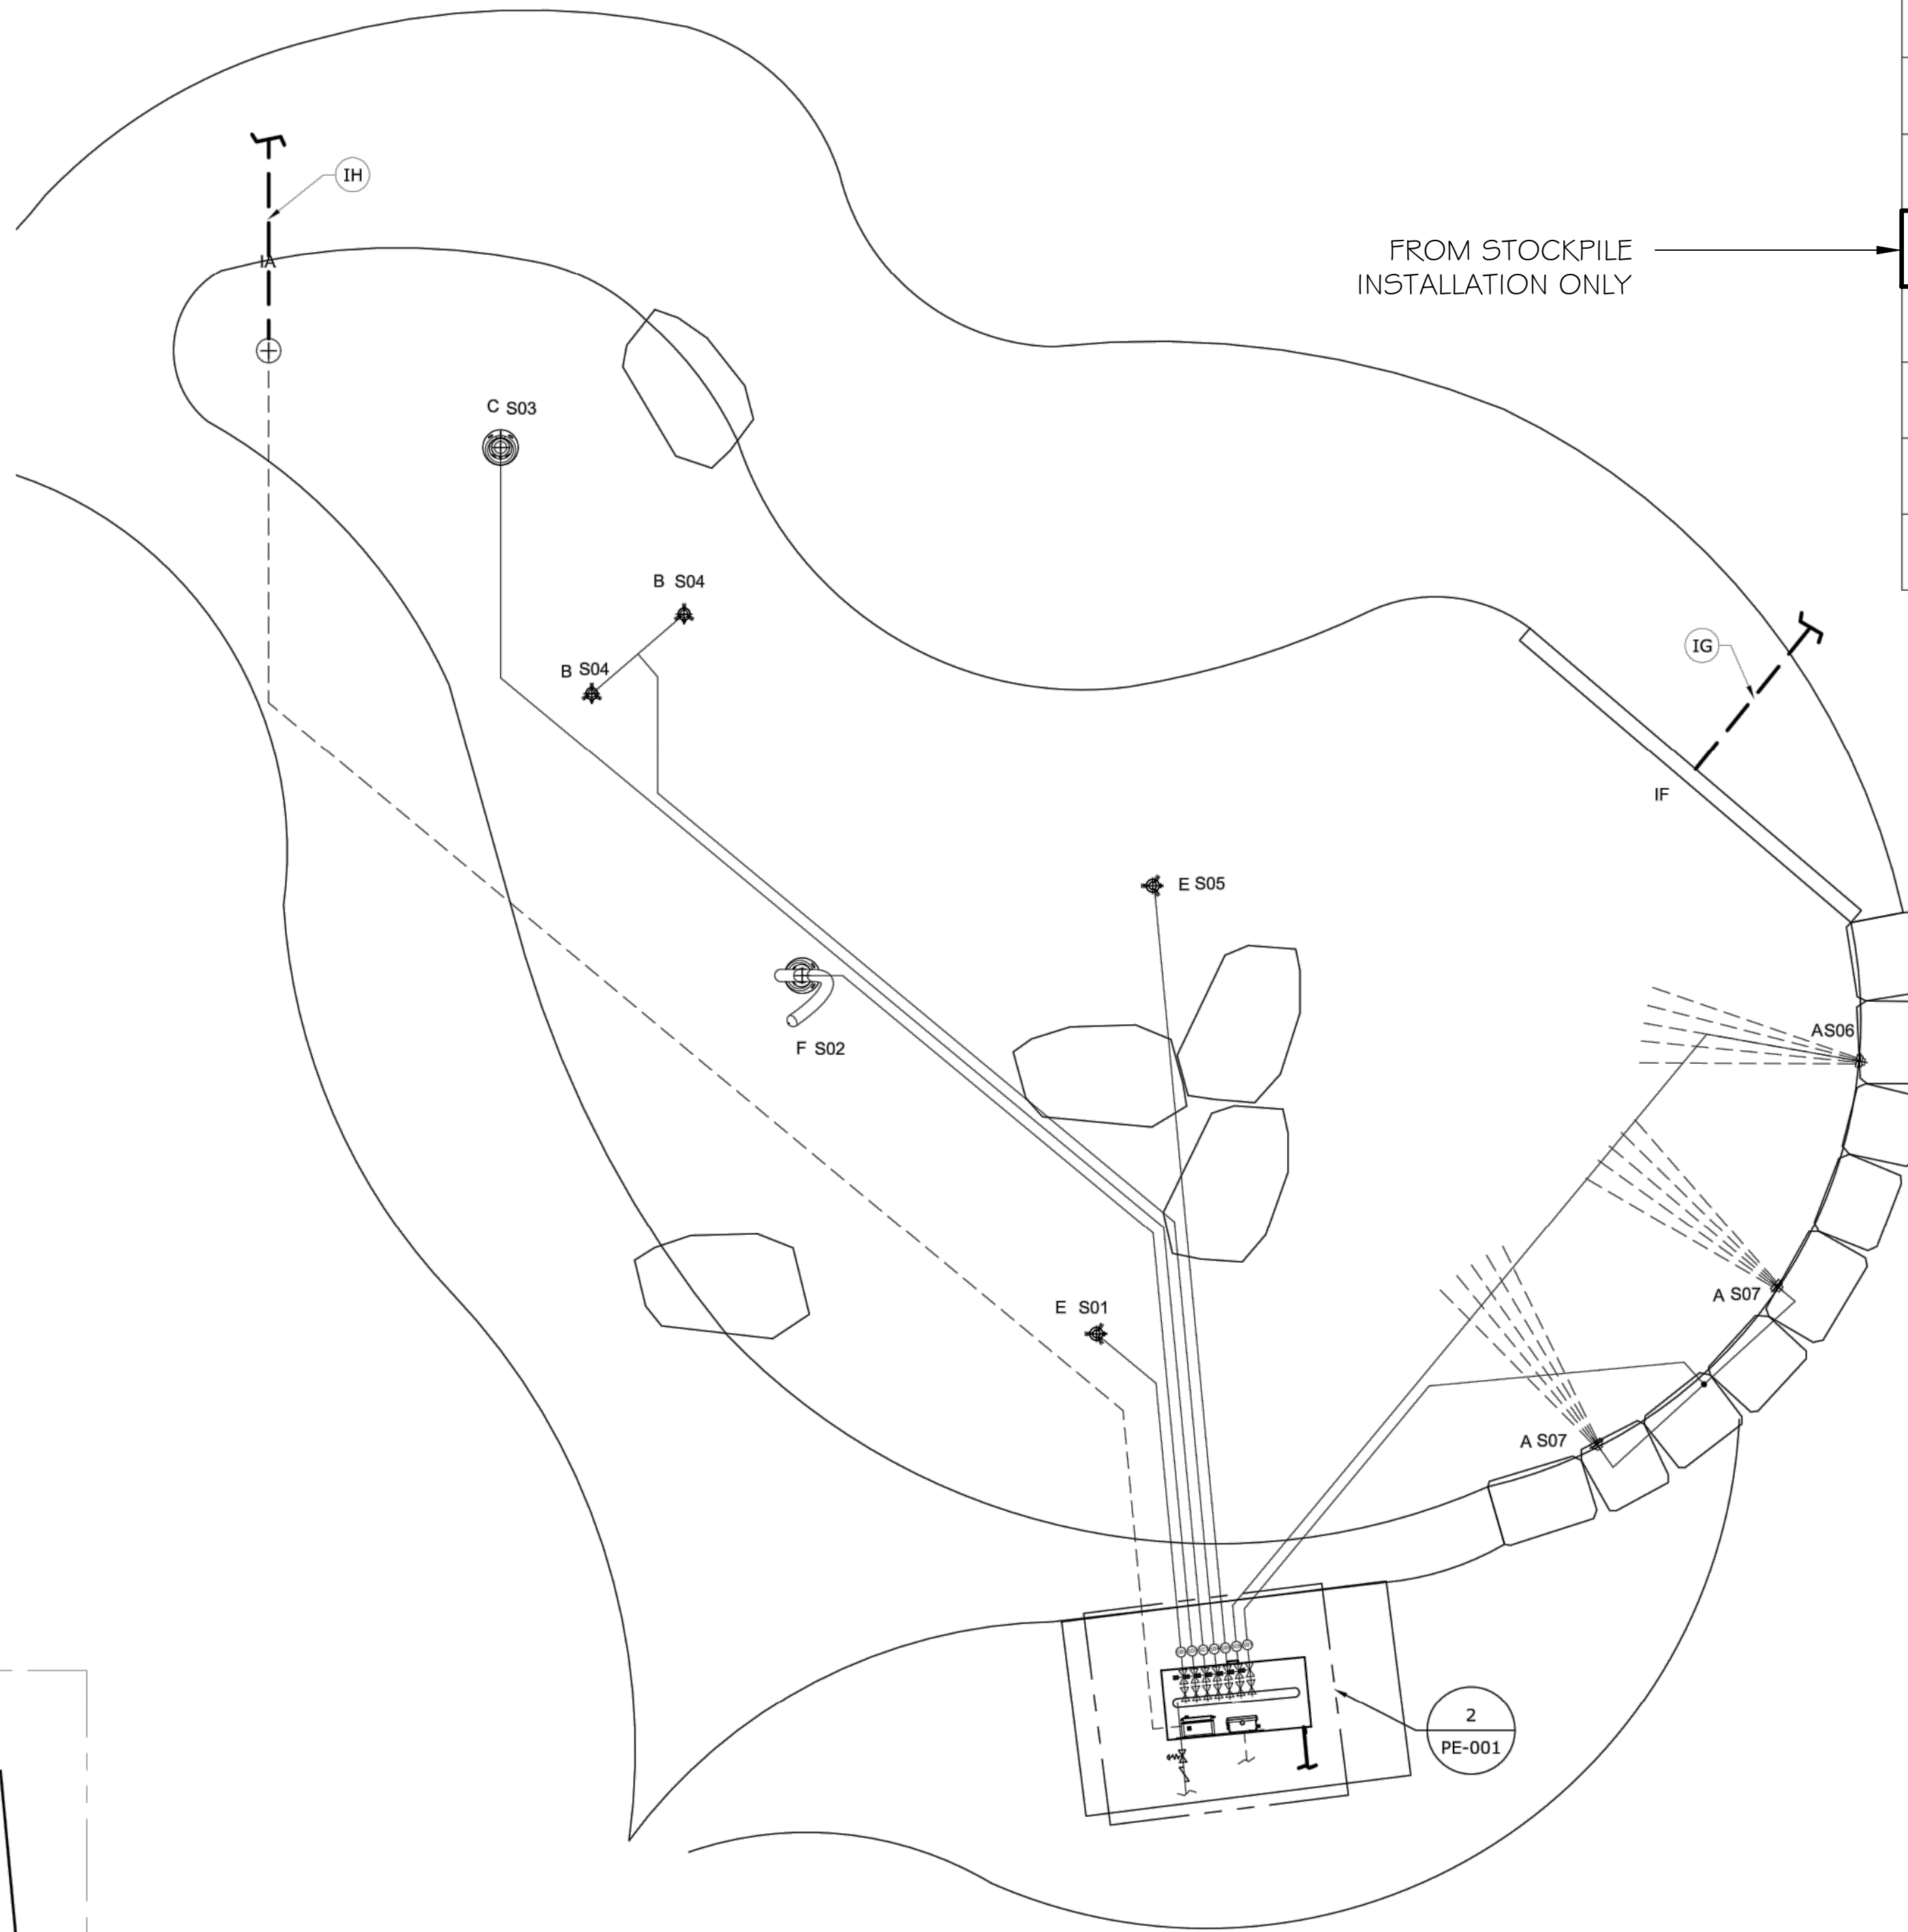 IH
IA
FROM STOCKPILE
INSTALLATION ONLY
C S03
B S04
B S04
IG
IF
E S05
F S02
AS06
E S01
A S07
A S07
2
PE-001